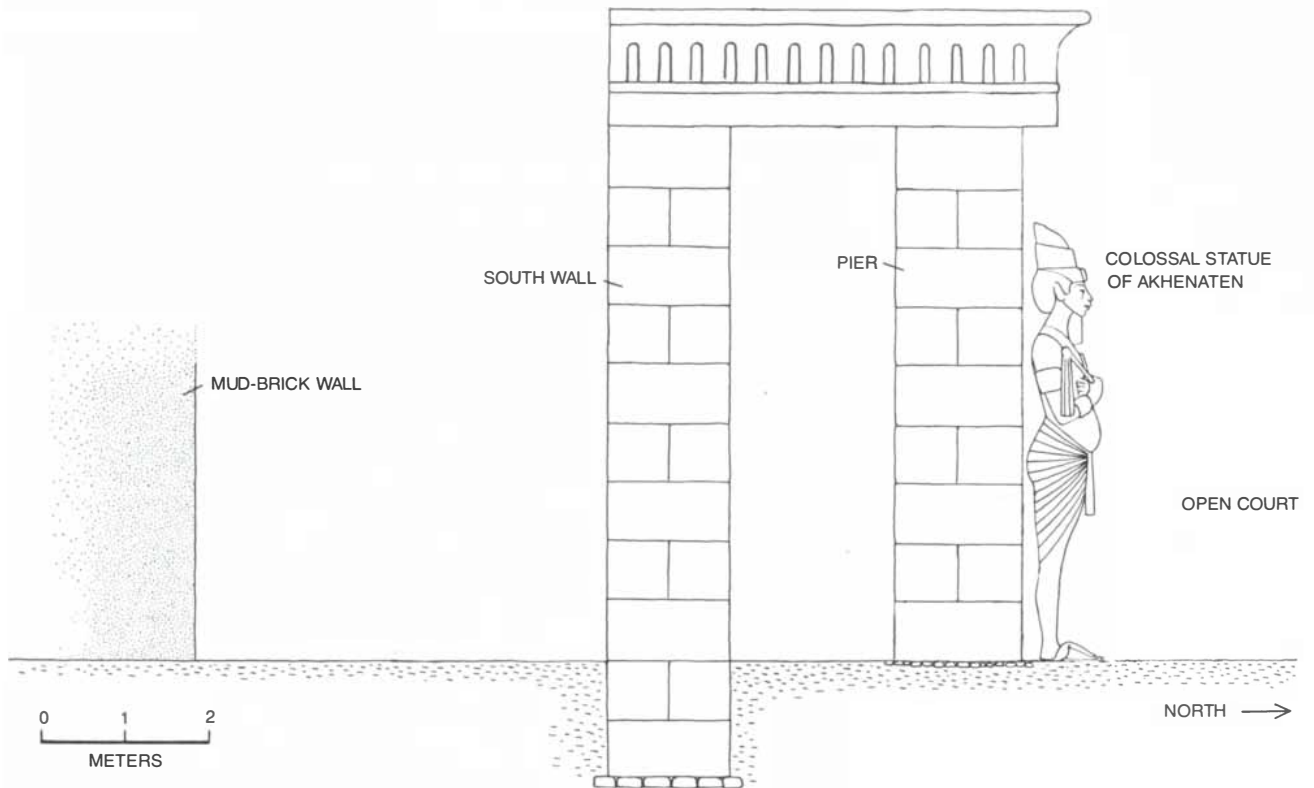 SOUTH WALL
PIER
COLOSSAL STATUE
OF AKHENATEN
MUD-BRICK WALL
OPEN COURT
0 1 2
METERS
NORTH